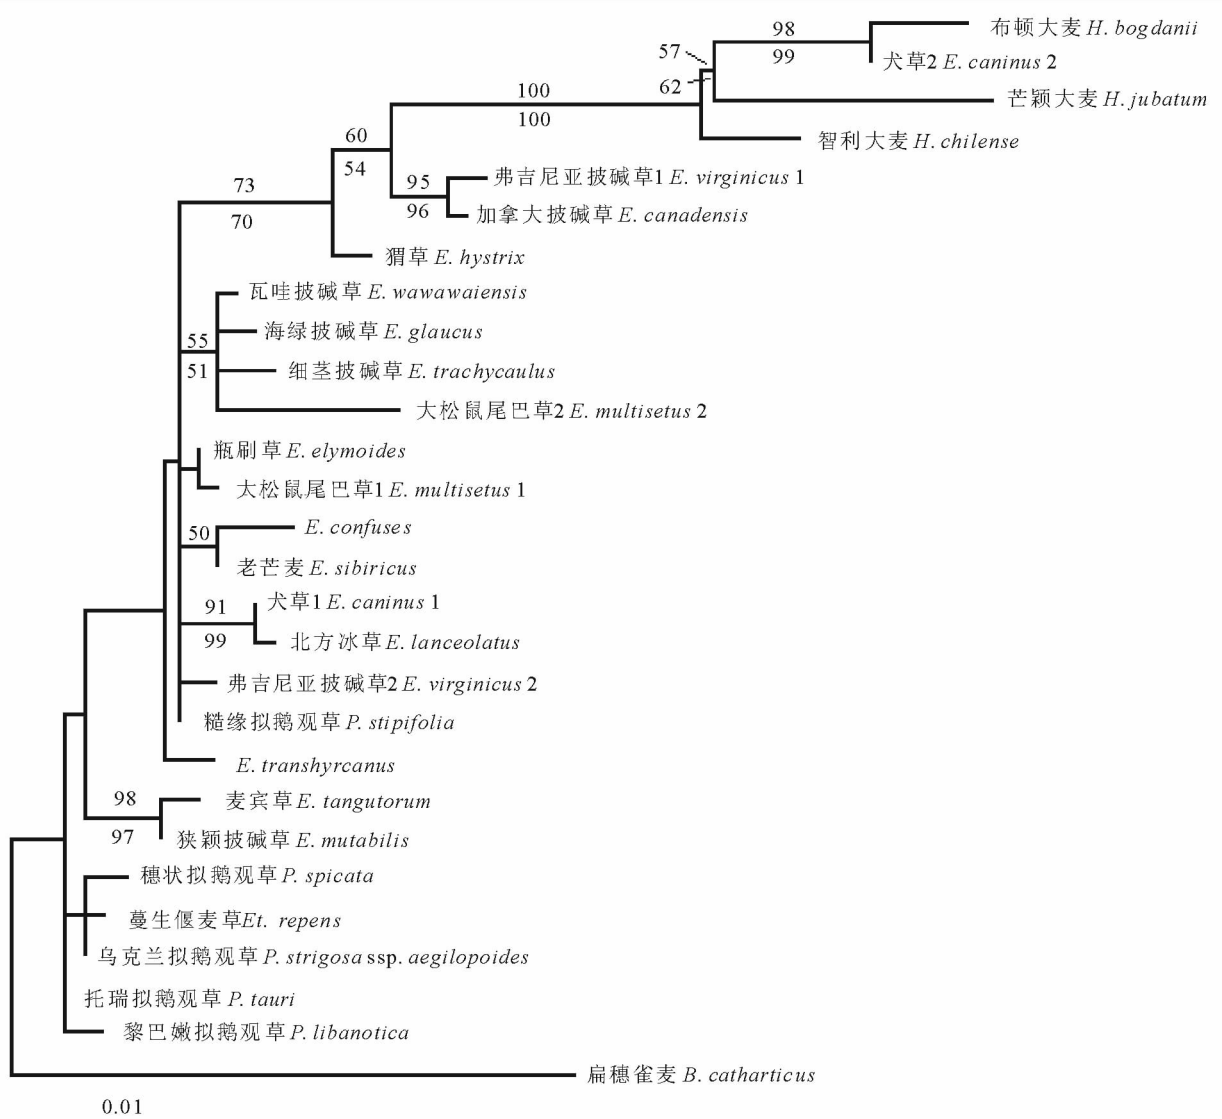 98
布顿大麦 H. bogdanii
57
99
犬草2 E. caninus 2
62
100
芒颖大麦 H. jubatum
100
60
智利大麦 H. chilense
54
73
95
弗吉尼亚披碱草1 E. virginicus 1
70
96
加拿大披碱草 E. canadensis
猬草 E. hystrix
瓦哇披碱草 E. wawawaiensis
55
海绿披碱草 E. glaucus
51
细茎披碱草 E. trachycaulus
大松鼠尾巴草2 E. multisetus 2
瓶刷草 E. elymoides
大松鼠尾巴草1 E. multisetus 1
50
E. confuses
老芒麦 E. sibiricus
91
犬草1 E. caninus 1
99
北方冰草 E. lanceolatus
弗吉尼亚披碱草2 E. virginicus 2
糙缘拟鹅观草 P. stipifolia
E. transhyrcanus
98
麦宾草 E. tangutorum
97
狭颖披碱草 E. mutabilis
穗状拟鹅观草 P. spicata
蔓生偃麦草Et. repens
乌克兰拟鹅观草 P. strigosa ssp. aegilopoides
托瑞拟鹅观草 P. tauri
黎巴嫩拟鹅观草 P. libanotica
扁穗雀麦 B. catharticus
0.01